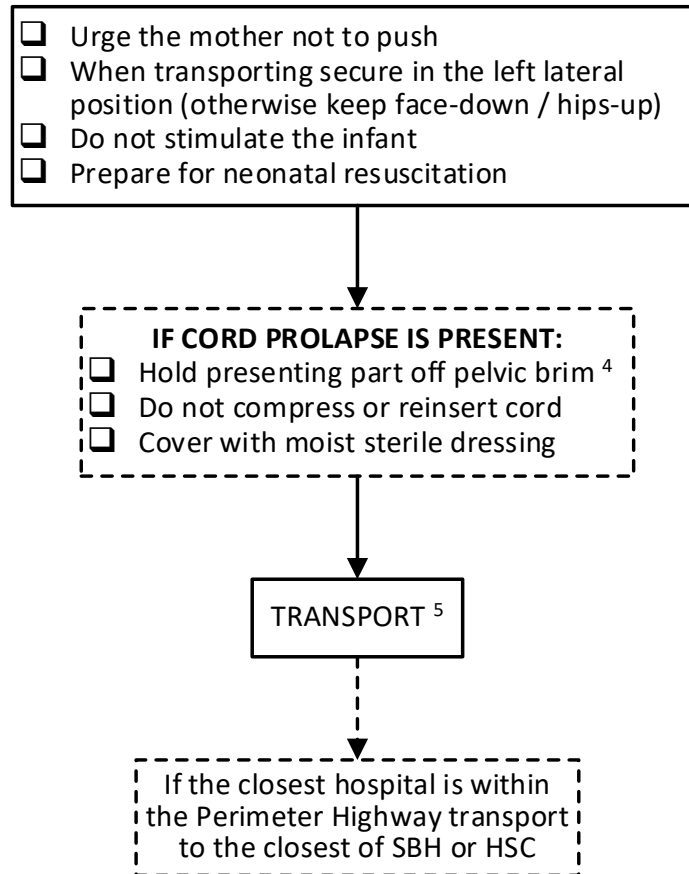 ❑ Urge the mother not to push
❑ When transporting secure in the left lateral
position (otherwise keep face-down / hips-up)
❑ Do not stimulate the infant
❑ Prepare for neonatal resuscitation
IF CORD PROLAPSE IS PRESENT:
❑ Hold presenting part off pelvic brim ⁴
❑ Do not compress or reinsert cord
❑ Cover with moist sterile dressing
TRANSPORT ⁵
If the closest hospital is within
the Perimeter Highway transport
to the closest of SBH or HSC